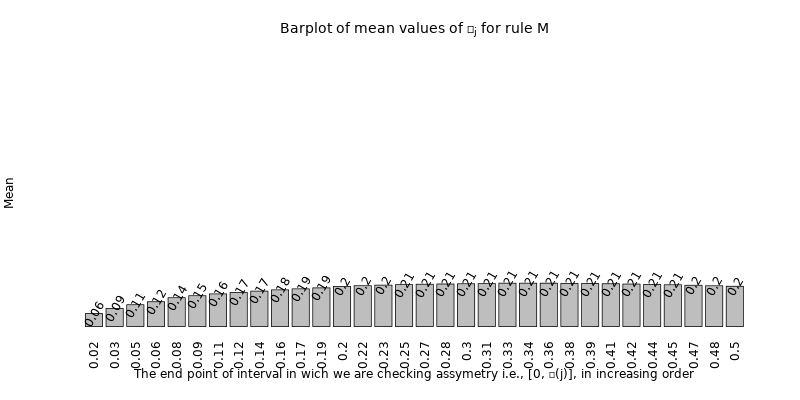 Barplot of mean values of □j for rule M
Mean
0.06 0.09 0.11 0.12 0.14 0.15 0.16 0.17 0.17 0.18 0.19 0.19 0.2 0.2 0.2 0.21 0.21 0.21 0.21 0.21 0.21 0.21 0.21 0.21 0.21 0.21 0.21 0.21 0.21 0.2 0.2 0.2
0.02 0.03 0.05 0.06 0.08 0.09 0.11 0.12 0.14 0.16 0.17 0.19 0.2 0.22 0.23 0.25 0.27 0.28 0.3 0.31 0.33 0.34 0.36 0.38 0.39 0.41 0.42 0.44 0.45 0.47 0.48 0.5
The end point of interval in wich we are checking assymetry i.e., [0, □(j)], in increasing order